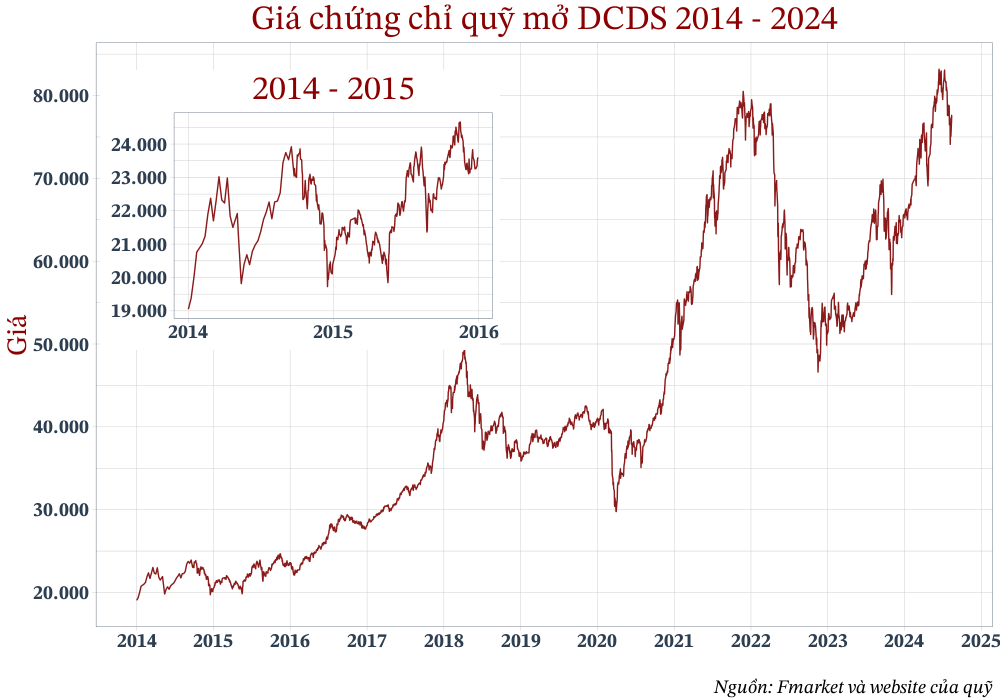 Giá chứng chỉ quỹ mở DCDS 2014 - 2024
2014 - 2015
24.000
23.000
22.000
21.000
20.000
19.000
2014 2015 2016
Giá
80.000
70.000
60.000
50.000
40.000
30.000
20.000
2014 2015 2016 2017 2018 2019 2020 2021 2022 2023 2024 2025
Nguồn: Fmarket và website của quỹ